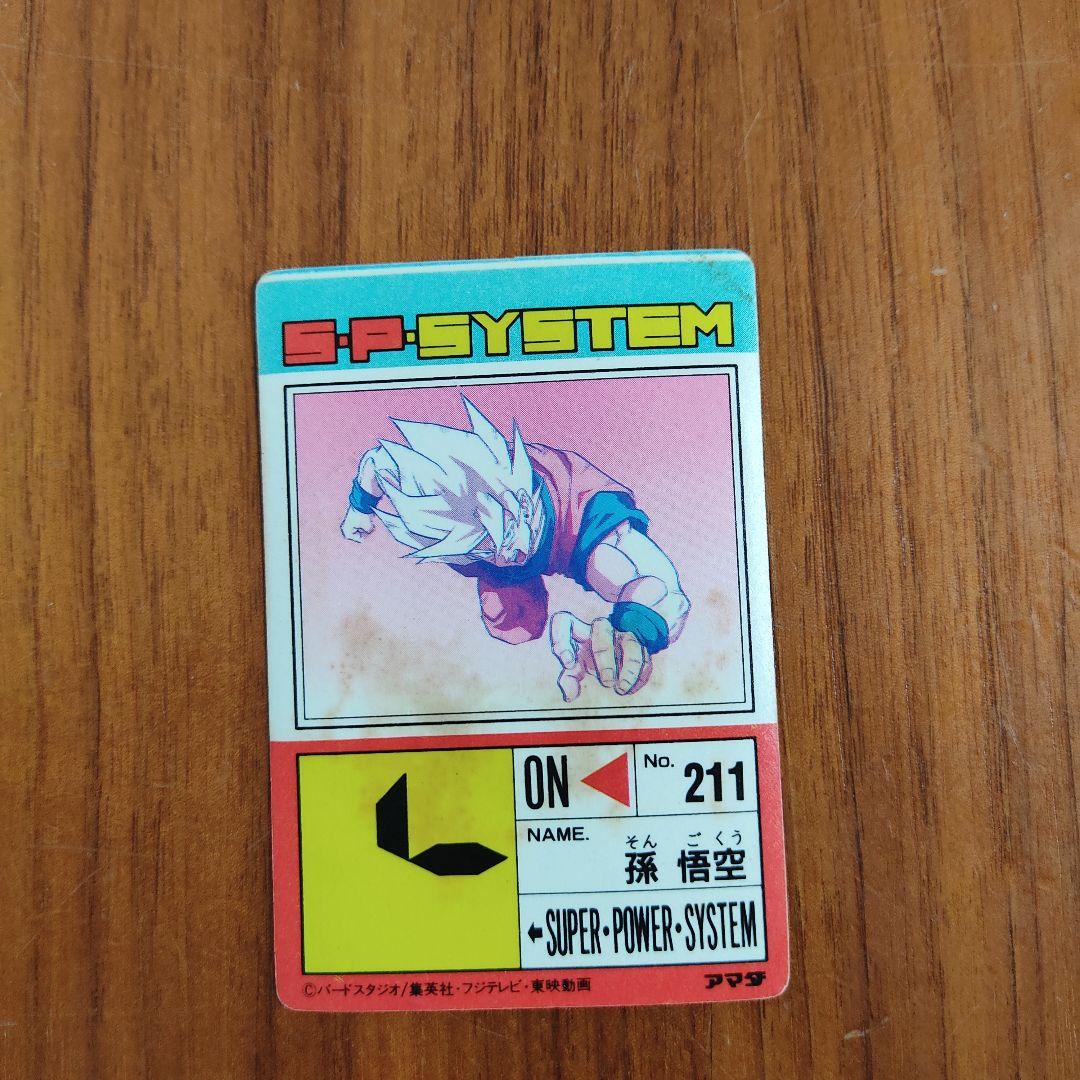 S・P・SYSTEM
ON
No. 211
NAME.
そん ご くう
孫 悟空
SUPER・POWER・SYSTEM
©バードスタジオ/集英社・フジテレビ・東映動画
アマダ